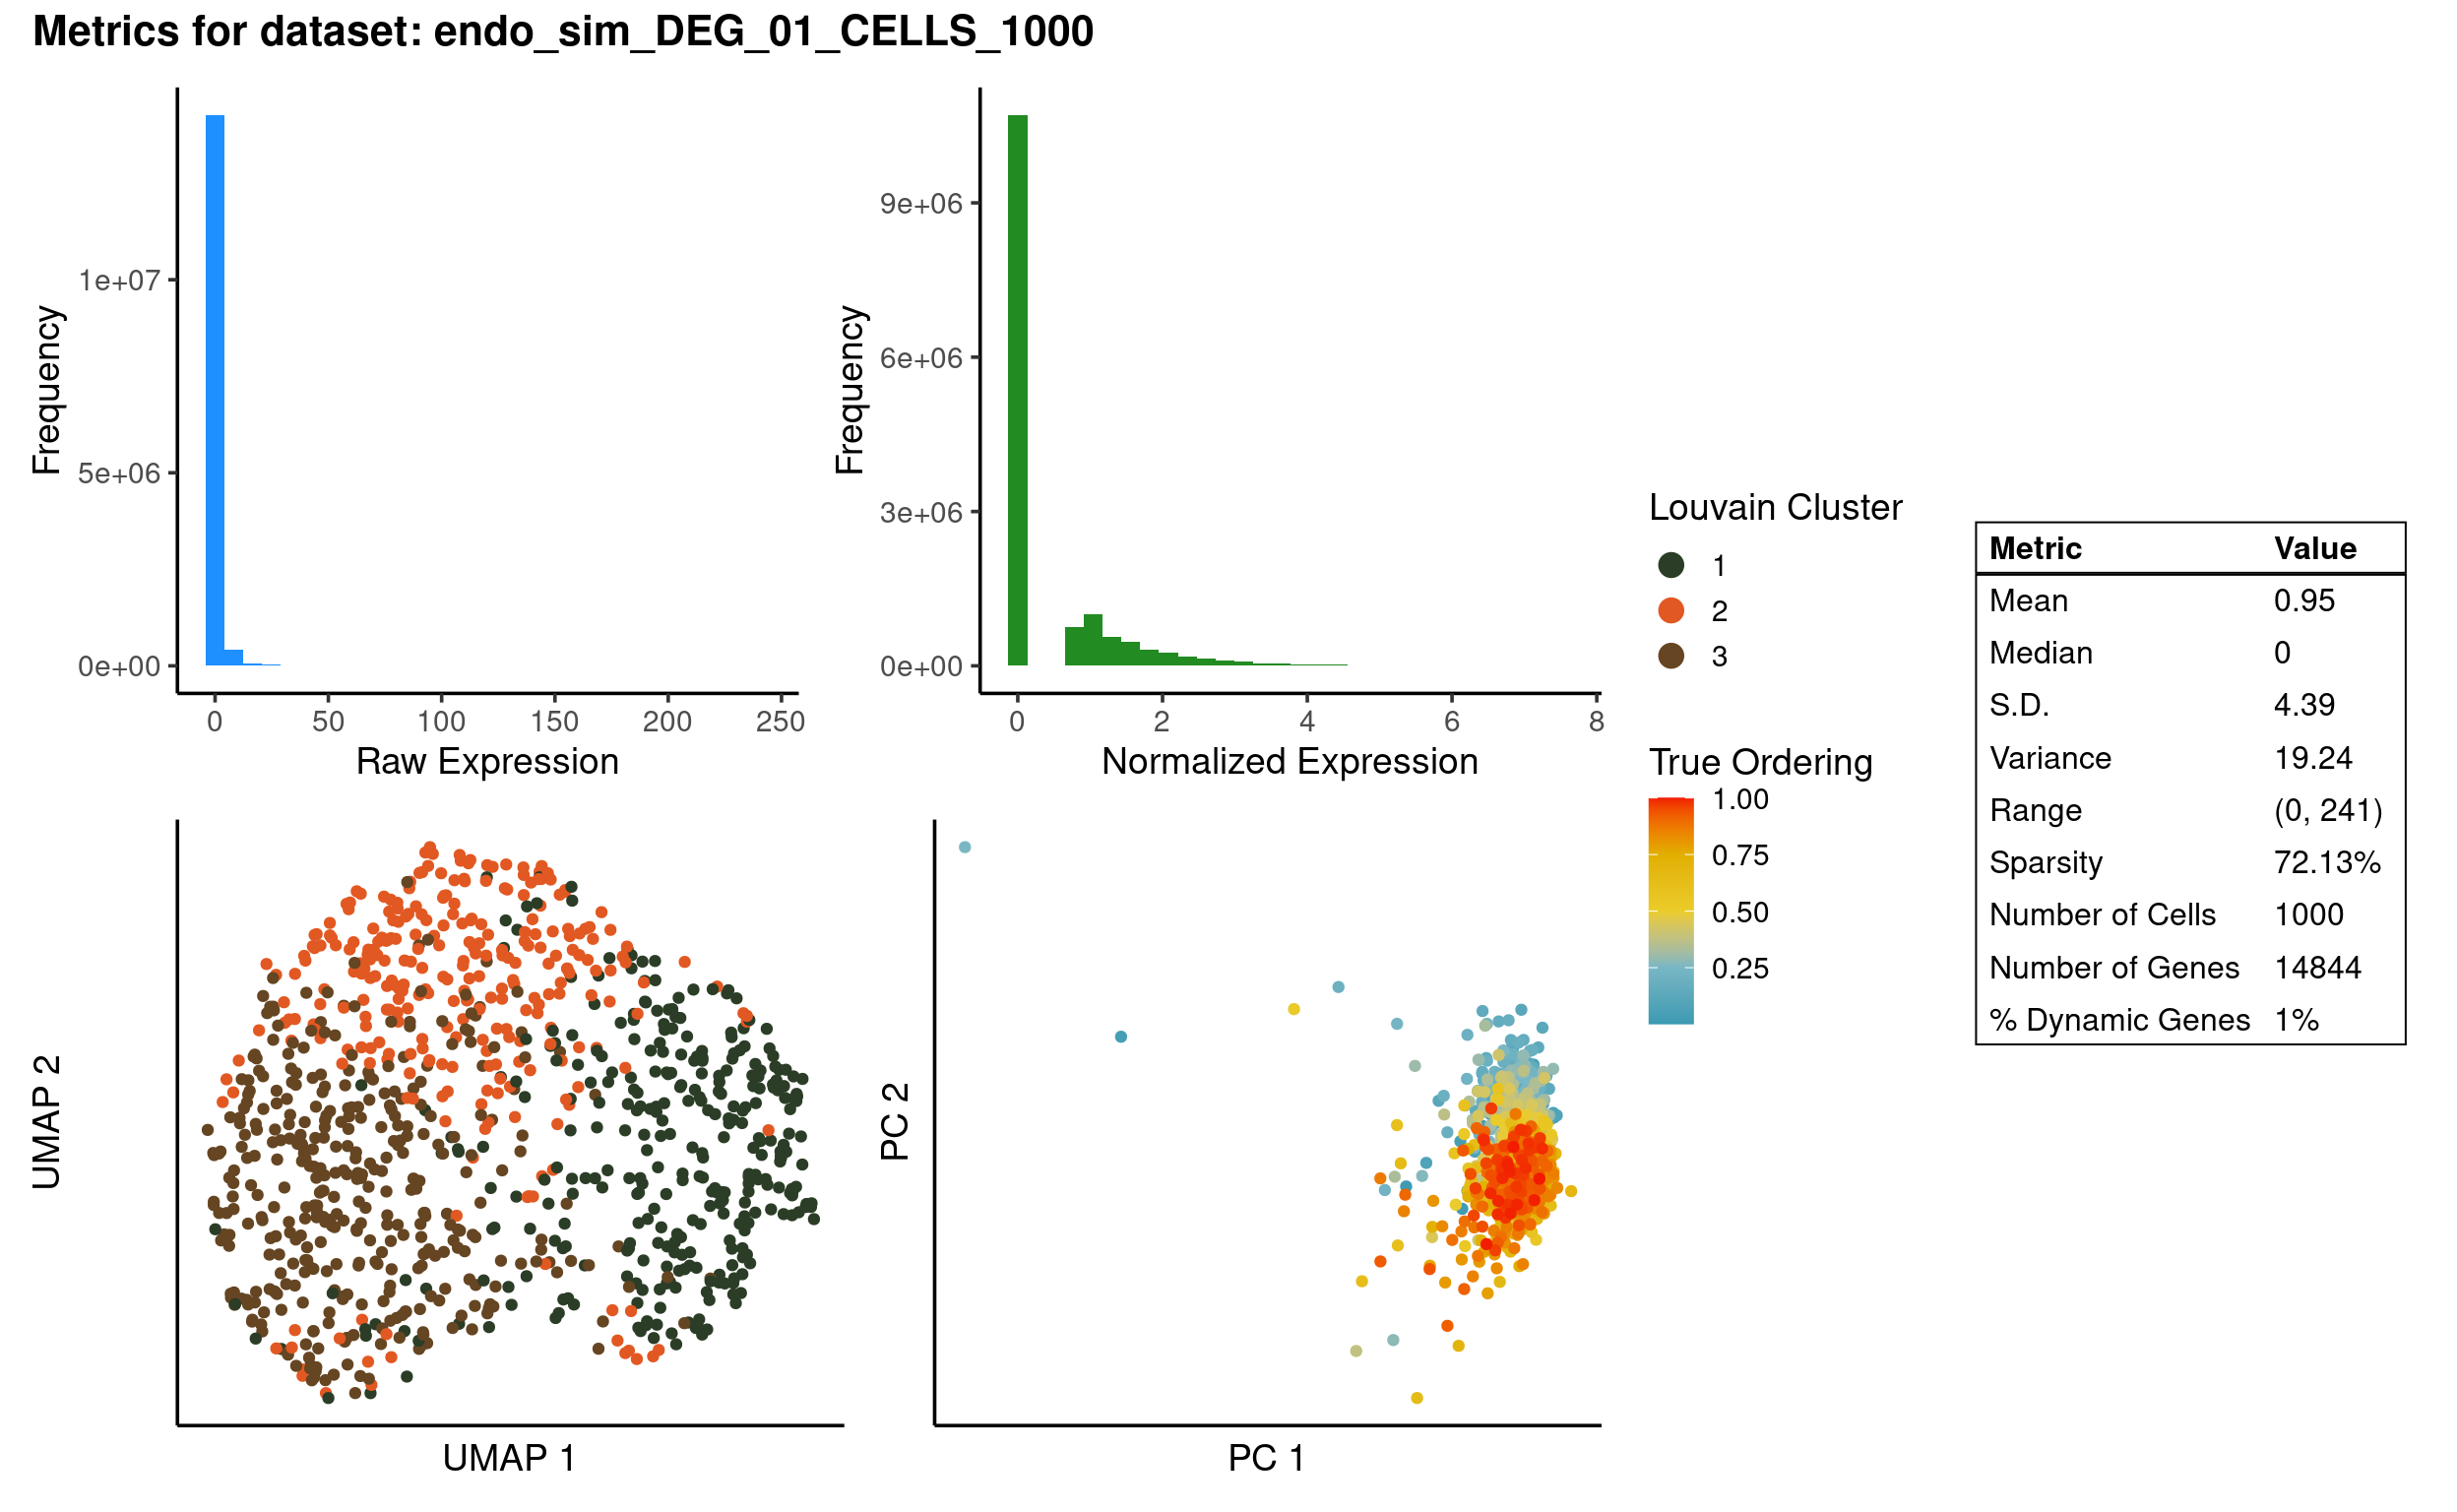 Metrics for dataset: endo_sim_DEG_01_CELLS_1000
Frequency
1e+07
5e+06
0e+00
0 50 100 150 200 250
Raw Expression
Frequency
9e+06
6e+06
3e+06
0e+00
0 2 4 6 8
Normalized Expression
UMAP 2
UMAP 1
PC 2
PC 1
Louvain Cluster
1
2
3
True Ordering
1.00
0.75
0.50
0.25
Metric Value
Mean 0.95
Median 0
S.D. 4.39
Variance 19.24
Range (0, 241)
Sparsity 72.13%
Number of Cells 1000
Number of Genes 14844
% Dynamic Genes 1%